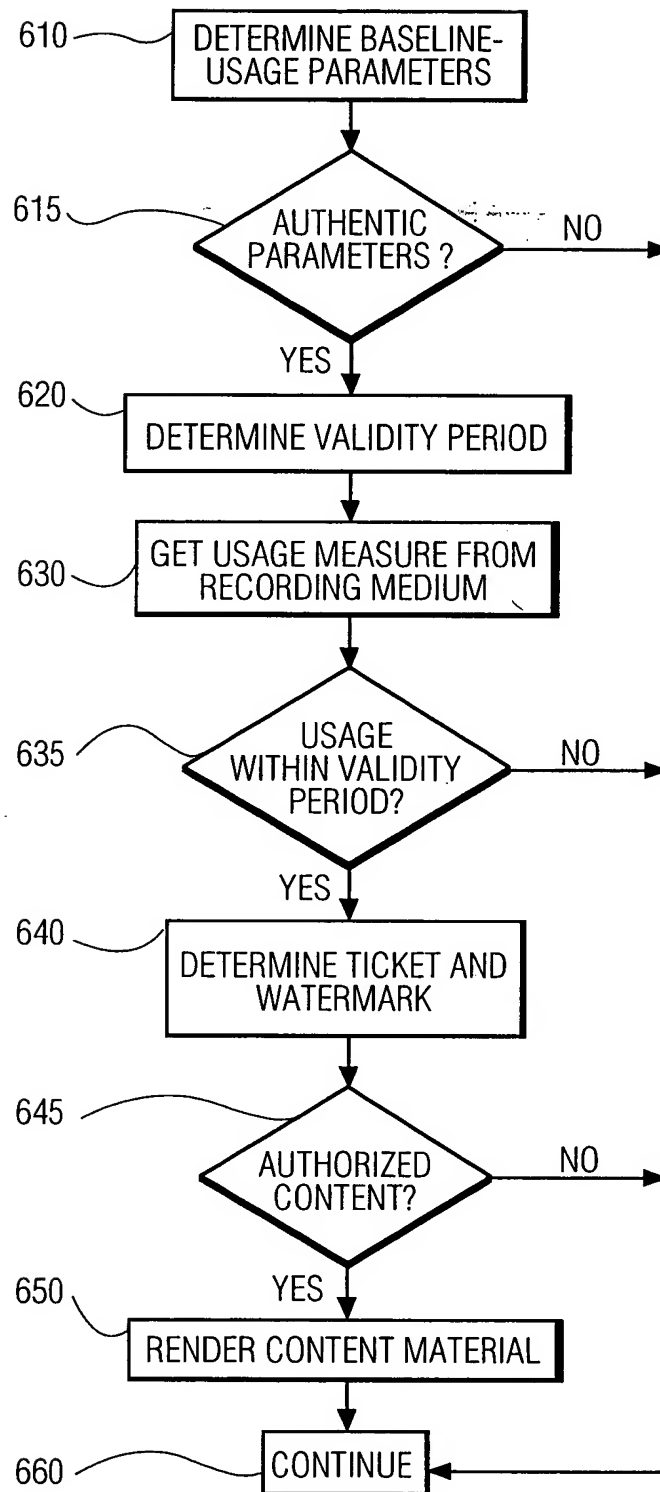 610
DETERMINE BASELINE-
USAGE PARAMETERS
615
AUTHENTIC
PARAMETERS ?
NO
YES
620
DETERMINE VALIDITY PERIOD
630
GET USAGE MEASURE FROM
RECORDING MEDIUM
635
USAGE
WITHIN VALIDITY
PERIOD?
NO
YES
640
DETERMINE TICKET AND
WATERMARK
645
AUTHORIZED
CONTENT?
NO
YES
650
RENDER CONTENT MATERIAL
660
CONTINUE